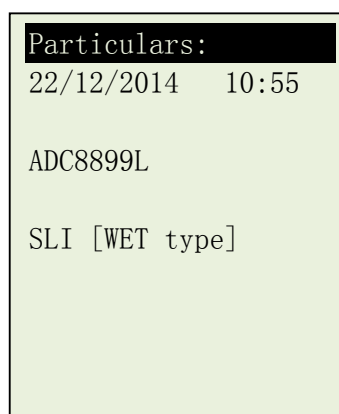 Particulars:
22/12/2014 10:55
ADC8899L
SLI [WET type]